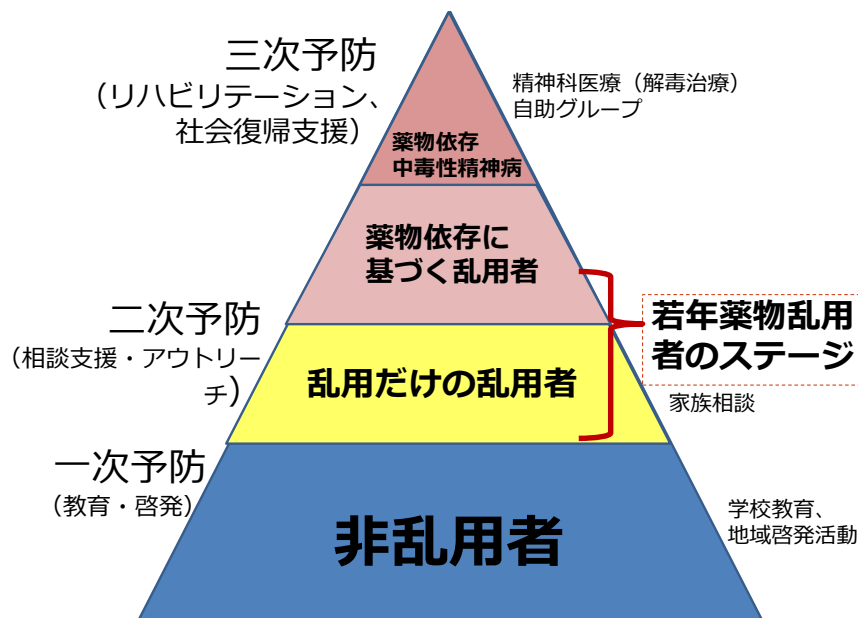 三次予防
（リハビリテーション、
社会復帰支援）
精神科医療（解毒治療）
自助グループ
薬物依存
中毒性精神病
薬物依存に
基づく乱用者
二次予防
（相談支援・アウトリー
チ）
若年薬物乱用
者のステージ
乱用だけの乱用者
家族相談
一次予防
（教育・啓発）
非乱用者
学校教育、
地域啓発活動